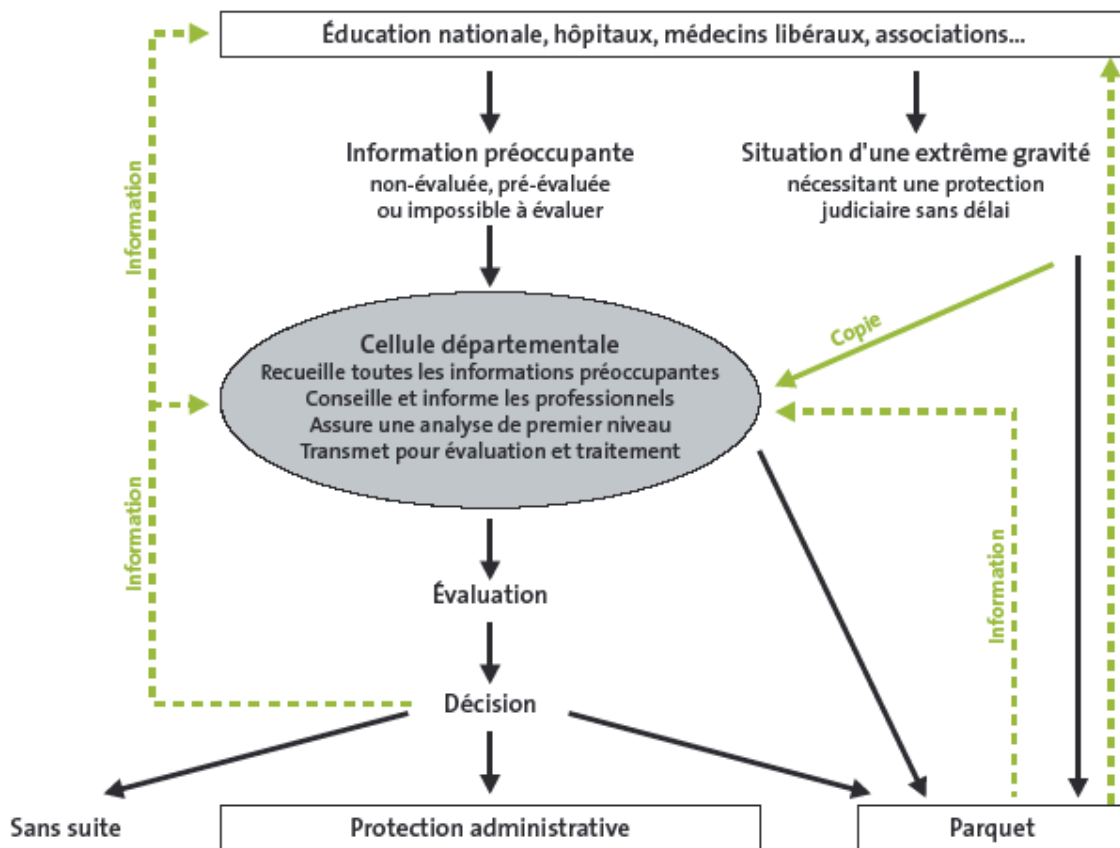 Éducation nationale, hôpitaux, médecins libéraux, associations...
Information préoccupante
non-évaluée, pré-évaluée
ou impossible à évaluer
Situation d'une extrême gravité
nécessitant une protection
judiciaire sans délai
Information
Copie
Cellule départementale
Recueille toutes les informations préoccupantes
Conseille et informe les professionnels
Assure une analyse de premier niveau
Transmet pour évaluation et traitement
Information
Information
Évaluation
Décision
Sans suite
Protection administrative
Parquet